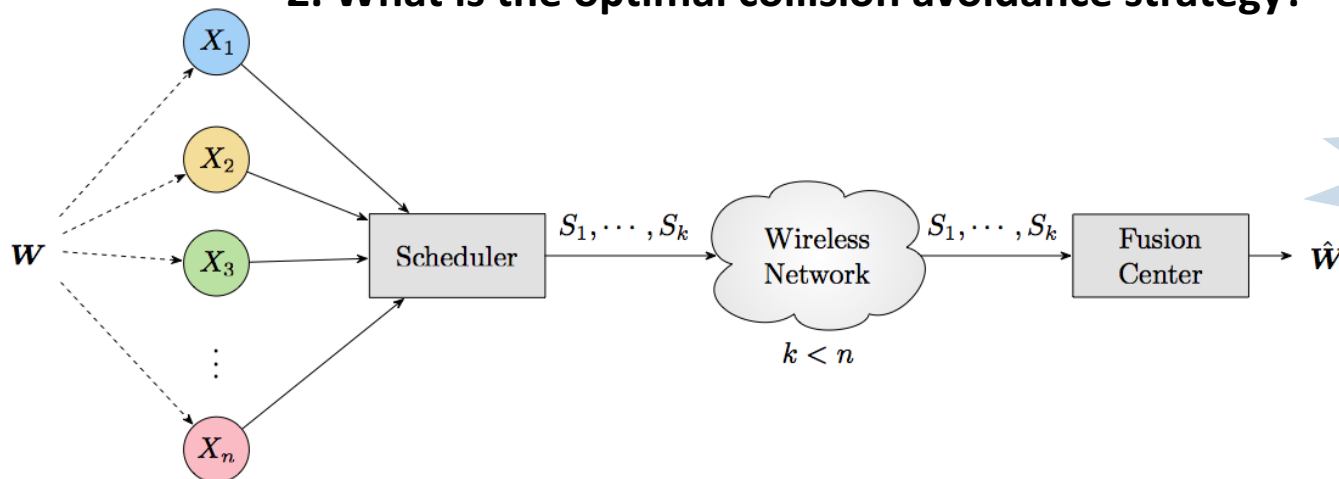 2. What is the optimal collision avoidance strategy?
X₁
X₂
X₃
⋮
Xₙ
W
Scheduler
S₁, ⋯ , Sₖ
Wireless
Network
k < n
S₁, ⋯ , Sₖ
Fusion
Center
Ŵ